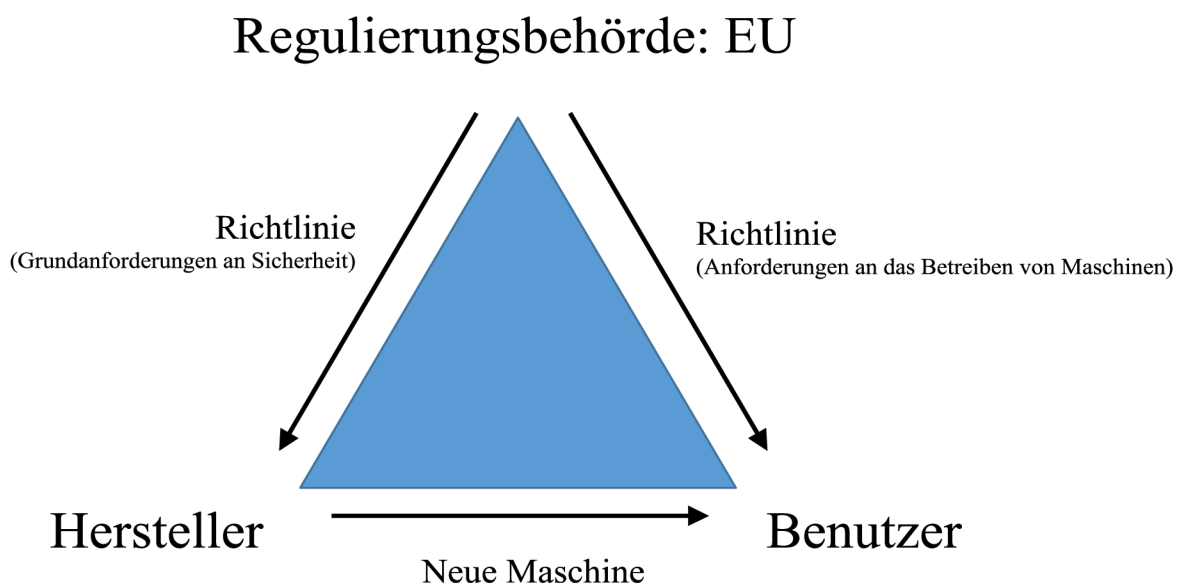 Regulierungsbehörde: EU
Richtlinie
(Grundanforderungen an Sicherheit)
Richtlinie
(Anforderungen an das Betreiben von Maschinen)
Hersteller
Benutzer
Neue Maschine